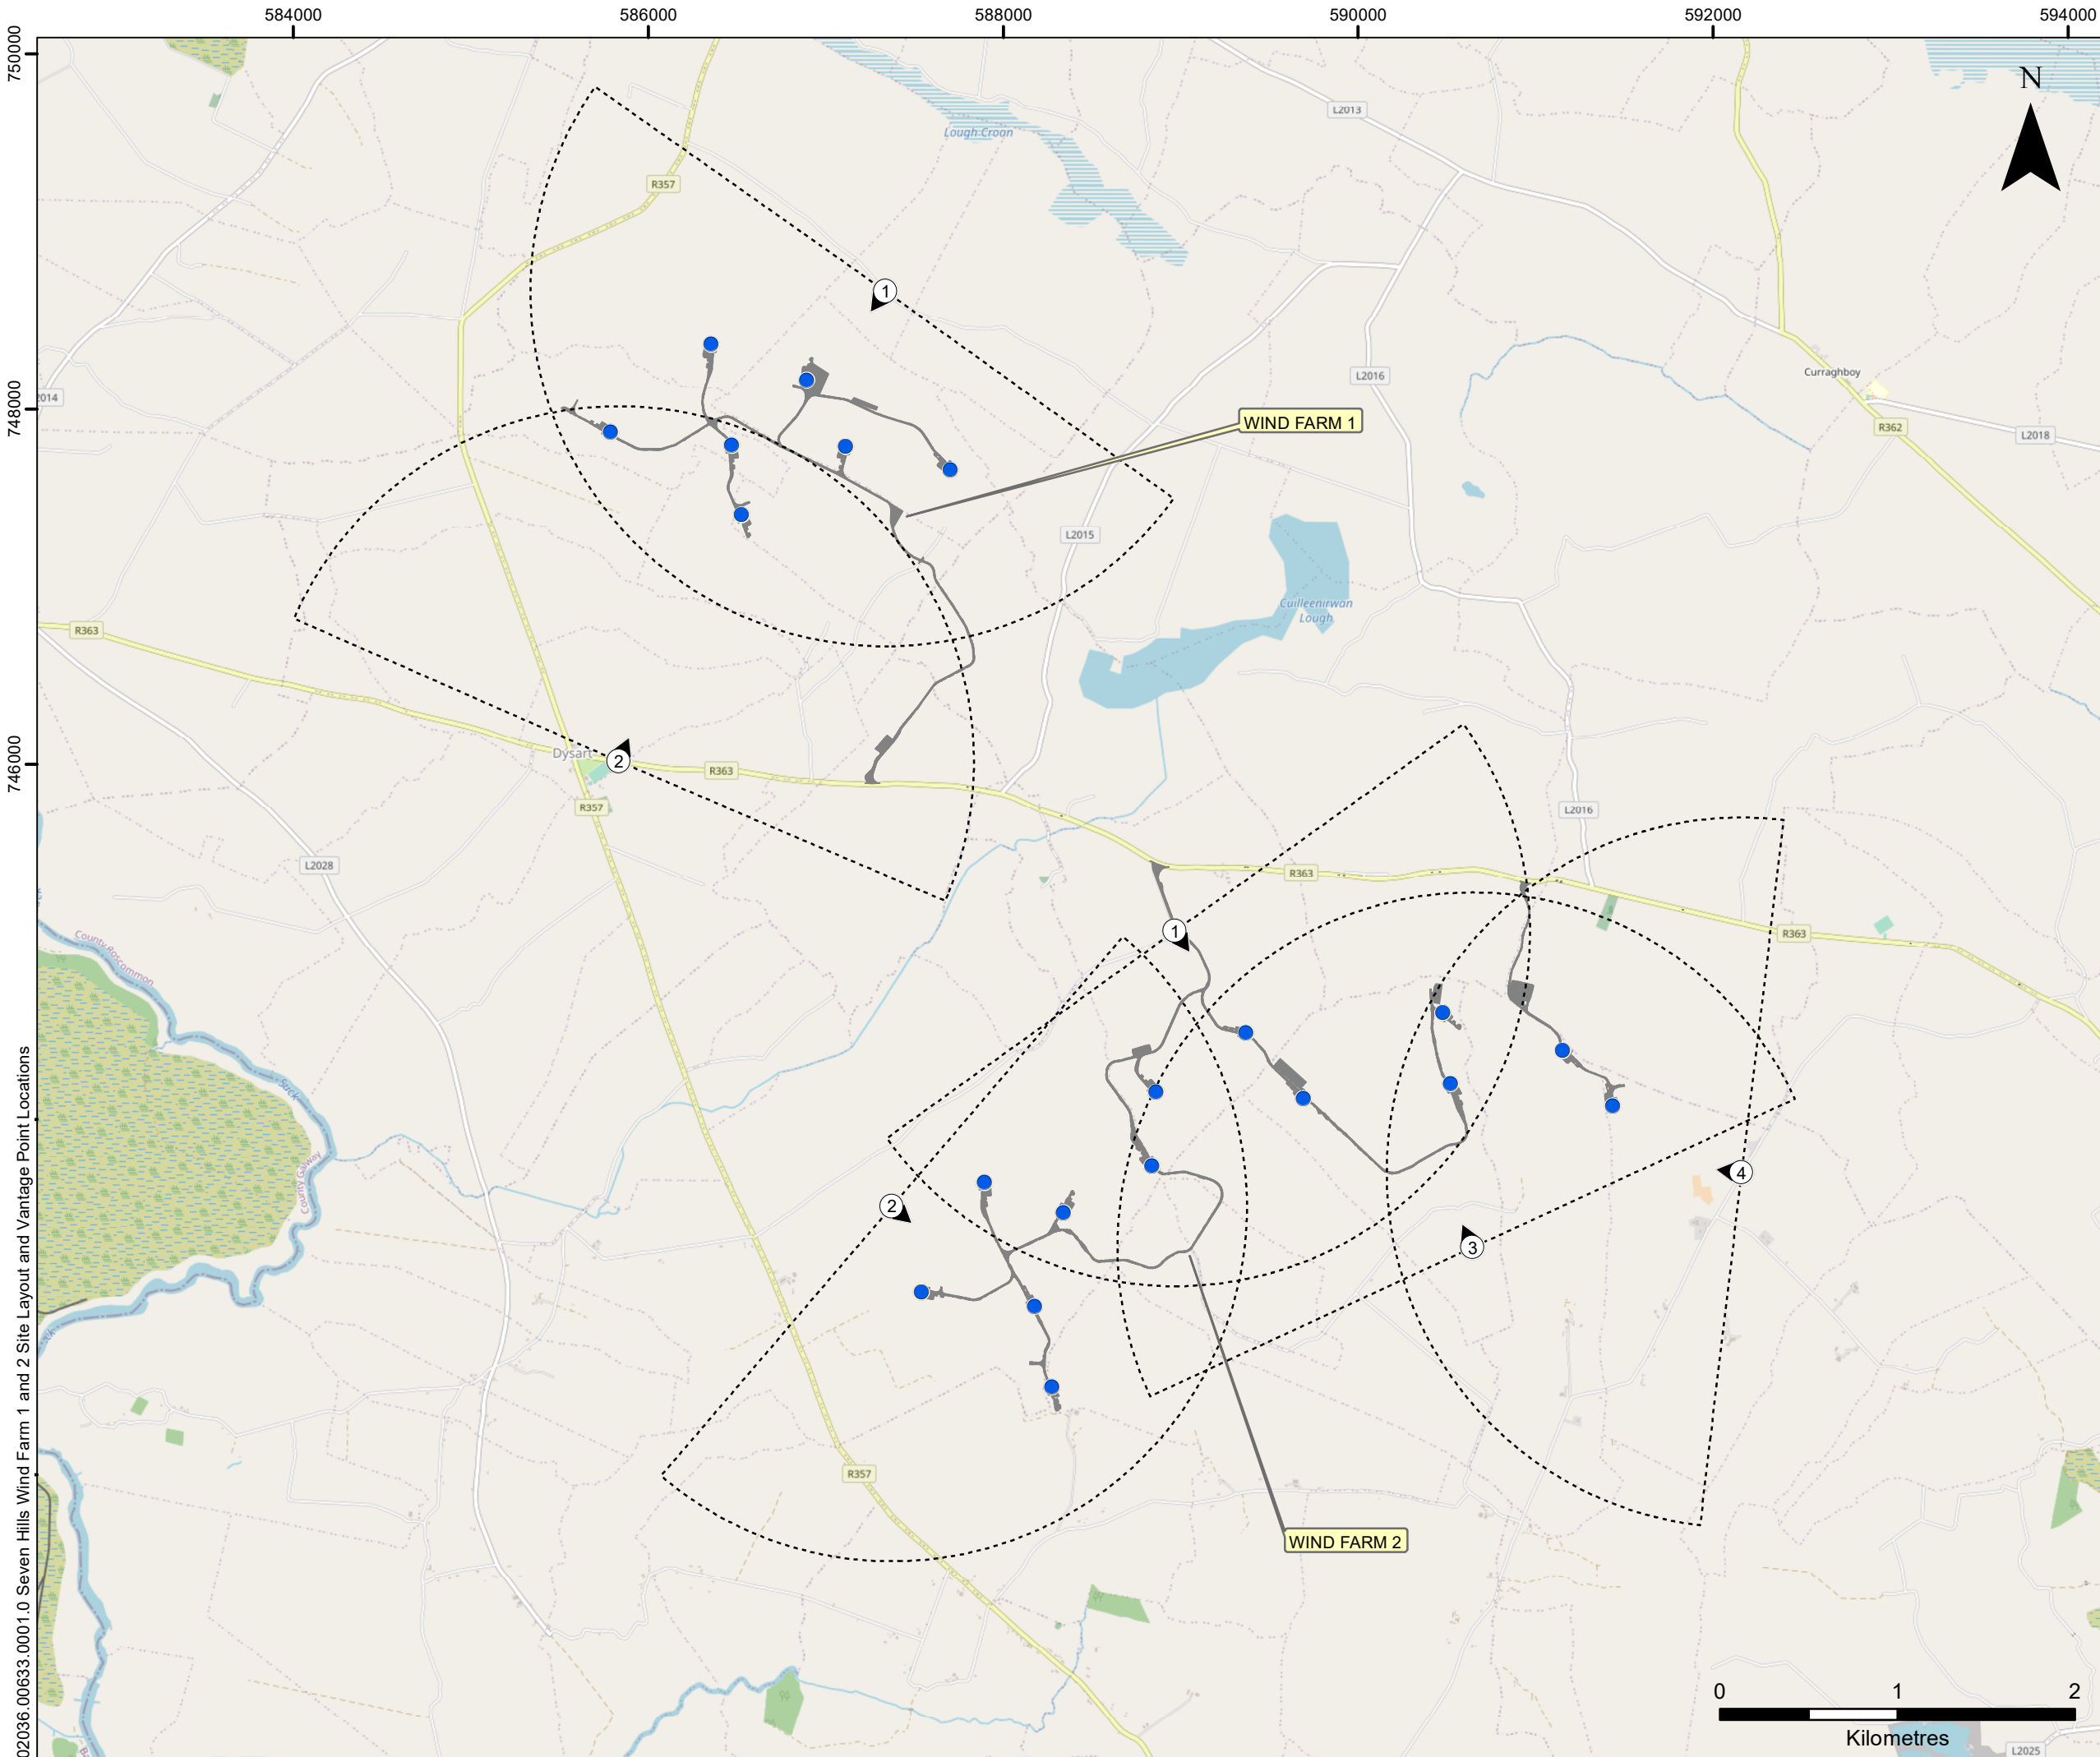 584000
586000
588000
590000
592000
594000
750000
748000
746000
N
Lough Croan
L2013
R357
1
2014
WIND FARM 1
L2016
Curraghboy
R362
L2018
L2015
Cuilleenirwan
Lough
R363
Dysart
2
R363
R357
L2016
L2028
R363
1
R363
County Roscommon
Suck
County Galway
2
3
4
R357
WIND FARM 2
02036.00633.0001.0 Seven Hills Wind Farm 1 and 2 Site Layout and Vantage Point Locations
0 1 2
Kilometres
L2025